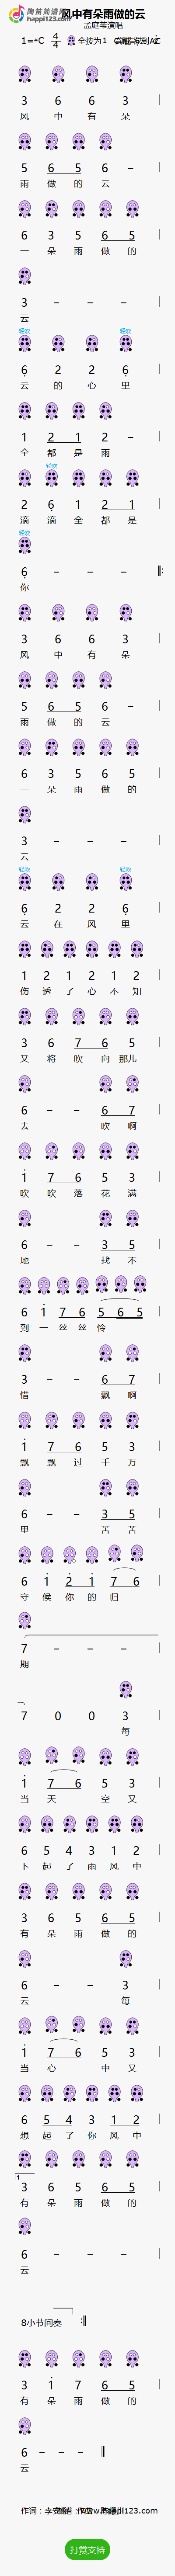 陶笛简谱网
happi123.com
风中有朵雨做的云
孟庭苇演唱
1=♯C 4/4 全按为1
3 6 6 3
风 中 有 朵
5 6 5 6 –
雨 做 的 云
6 3 5 6 5
一 朵 雨 做 的
3 – – –
云
轻吹 轻吹
6 2 2 6
云 的 心 里
1 2 1 2 –
全 都 是 雨
轻吹
2 6 1 2 1
滴 滴 全 都 是
轻吹
6 – – –
你
3 6 6 3
风 中 有 朵
5 6 5 6 –
雨 做 的 云
6 3 5 6 5
一 朵 雨 做 的
3 – – –
云
轻吹 轻吹
6 2 2 6
云 在 风 里
1 2 1 2 1 2
伤 透 了 心 不 知
3 6 7 6 5
又 将 吹 向 那儿
6 – – 6 7
去 吹 啊
1 7 6 5 3
吹 吹 落 花 满
6 – – 3 5
地 找 不
6 1 7 6 5 6 5
到 一 丝 丝 怜
3 – – 6 7
惜 飘 啊
1 7 6 5 3
飘 飘 过 千 万
6 – – 3 5
里 苦 苦
6 1 2 1 7 6
守 候 你 的 归
7 – – –
期
7 0 0 3
每
1 7 6 5 3
当 天 空 又
6 5 4 3 1 2
下 起 了 雨 风 中
3 6 5 6 5
有 朵 雨 做 的
6 – – 3
云 每
1 7 6 5 3
当 心 中 又
6 5 4 3 1 2
想 起 了 你 风 中
1
3 6 5 6 5
有 朵 雨 做 的
6 – – –
云
8小节间奏
3 1 7 6 5
有 朵 雨 做 的
6 – – –
云
作词：李安修
www.happi123.com
打赏支持